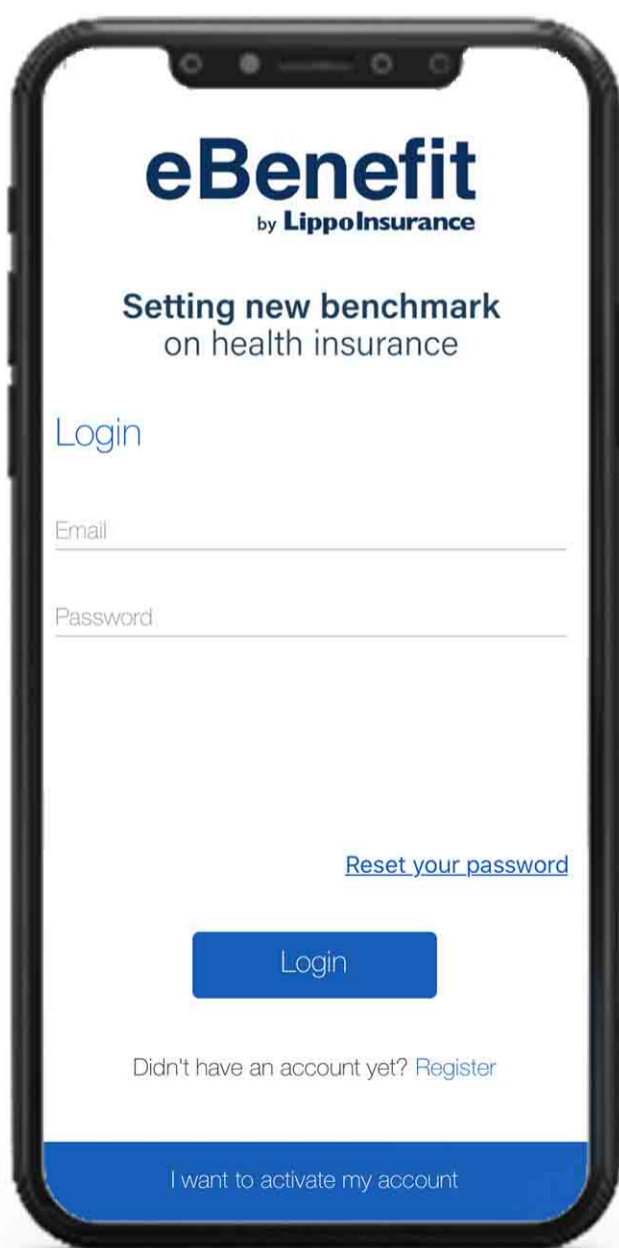 eBenefit
by LippoInsurance
Setting new benchmark
on health insurance
Login
Email
Password
Reset your password
Login
Didn't have an account yet? Register
I want to activate my account